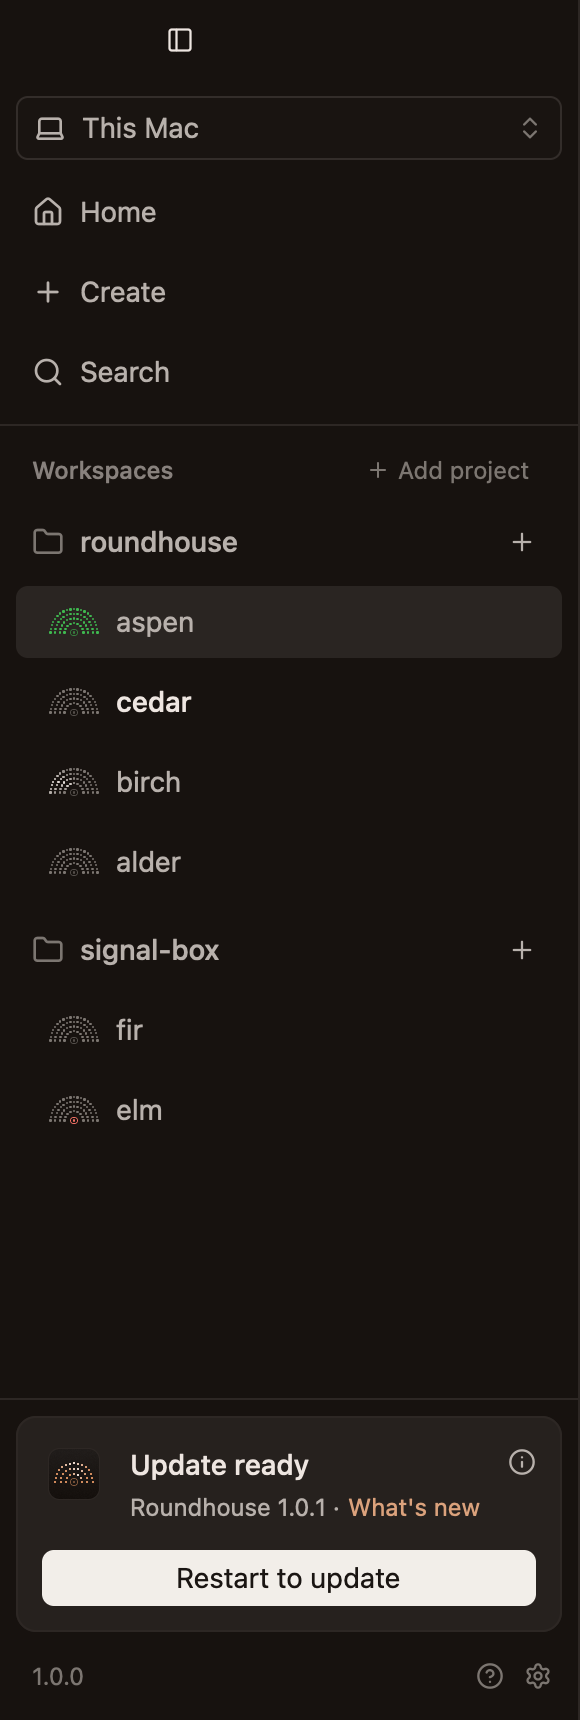 This Mac
Home
Create
Search
Workspaces
Add project
roundhouse
aspen
cedar
birch
alder
signal-box
fir
elm
Update ready
Roundhouse 1.0.1 · What's new
Restart to update
1.0.0